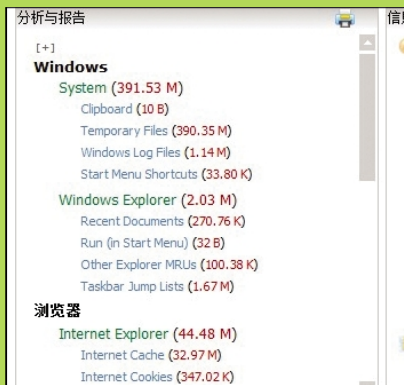 分析与报告
[+]
Windows
System (391.53 M)
Clipboard (10 B)
Temporary Files (390.35 M)
Windows Log Files (1.14 M)
Start Menu Shortcuts (33.80 K)
Windows Explorer (2.03 M)
Recent Documents (270.76 K)
Run (in Start Menu) (32 B)
Other Explorer MRUs (100.38 K)
Taskbar Jump Lists (1.67 M)
浏览器
Internet Explorer (44.48 M)
Internet Cache (32.97 M)
Internet Cookies (347.02 K)